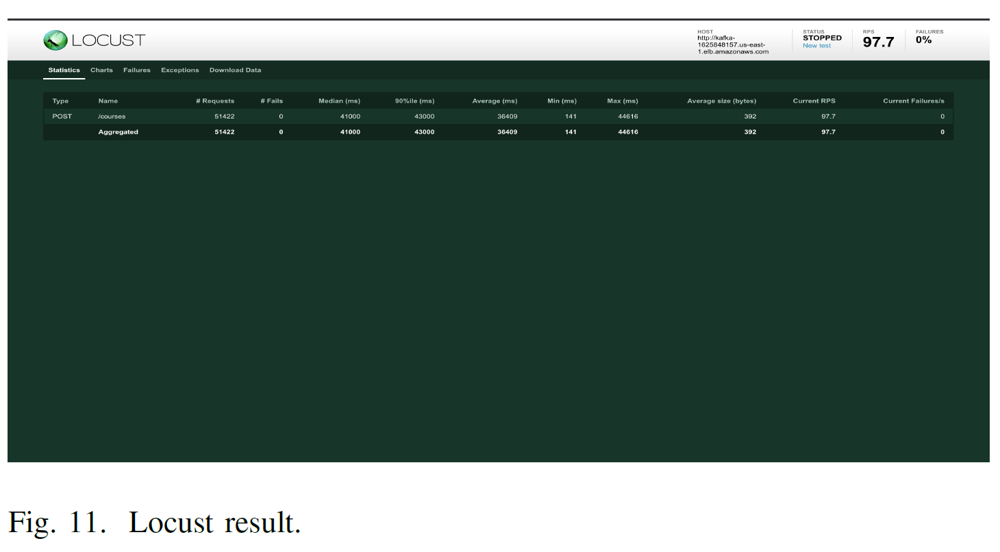 LOCUST
HOST
http://kafka-
1625848157.us-east-
1.elb.amazonaws.com
STATUS
STOPPED
New test
RPS
97.7
FAILURES
0%
Statistics Charts Failures Exceptions Download Data
Type Name # Requests # Fails Median (ms) 90%ile (ms) Average (ms) Min (ms) Max (ms) Average size (bytes) Current RPS Current Failures/s
POST /courses 51422 0 41000 43000 36409 141 44616 392 97.7 0
Aggregated 51422 0 41000 43000 36409 141 44616 392 97.7 0
Fig. 11. Locust result.